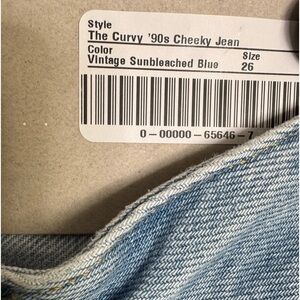 Style
The Curvy '90s Cheeky Jean
Color Size
Vintage Sunbleached Blue 26
0-00000-65646-7